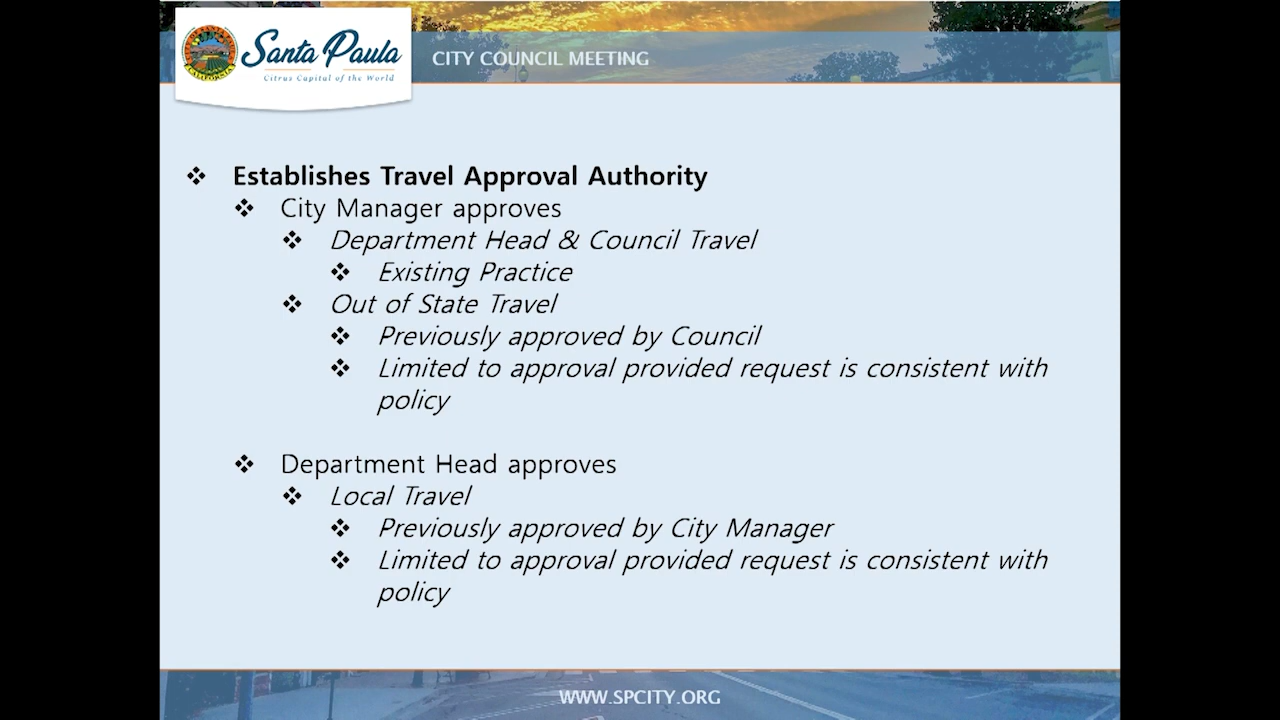 Santa Paula
Citrus Capital of the World
CITY COUNCIL MEETING
❖ Establishes Travel Approval Authority
❖ City Manager approves
❖ Department Head & Council Travel
❖ Existing Practice
❖ Out of State Travel
❖ Previously approved by Council
❖ Limited to approval provided request is consistent with
policy
❖ Department Head approves
❖ Local Travel
❖ Previously approved by City Manager
❖ Limited to approval provided request is consistent with
policy
WWW.SPCITY.ORG